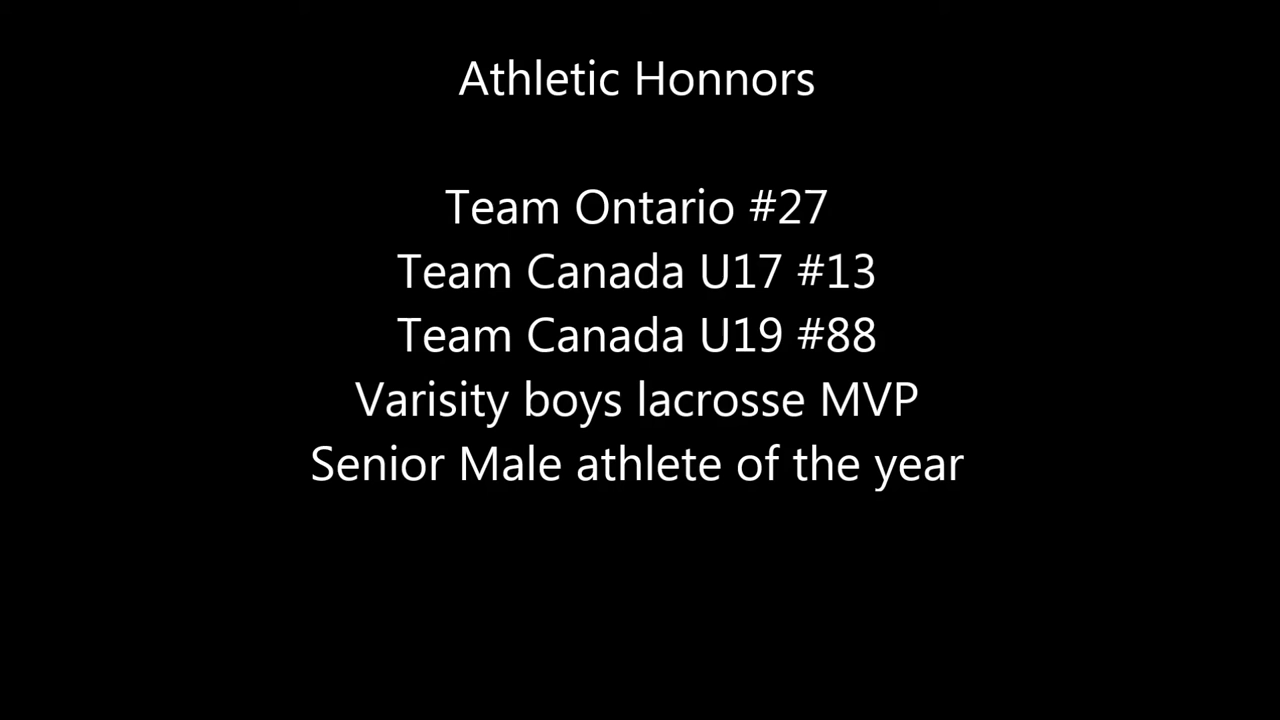 Athletic Honnors
Team Ontario #27
Team Canada U17 #13
Team Canada U19 #88
Varisity boys lacrosse MVP
Senior Male athlete of the year